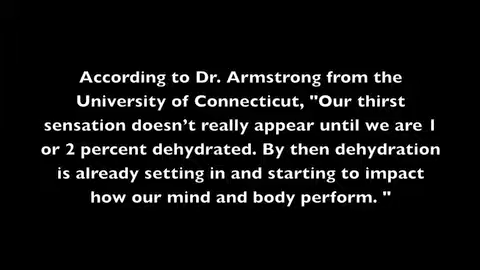 According to Dr. Armstrong from the
University of Connecticut, "Our thirst
sensation doesn’t really appear until we are 1
or 2 percent dehydrated. By then dehydration
is already setting in and starting to impact
how our mind and body perform. "